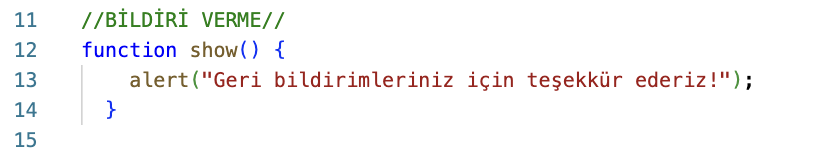 11 //BİLDİRİ VERME//
12 function show() {
13 alert("Geri bildirimleriniz için teşekkür ederiz!");
14 }
15